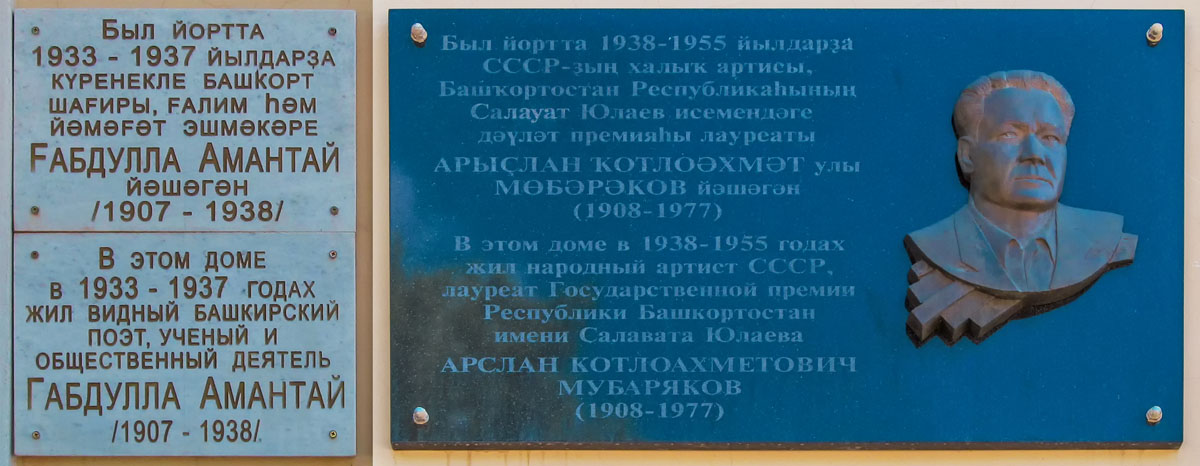 Был йортта
1933 - 1937 йылдарҙа
күренекле башҡорт
шағиры, ғалим һәм
йәмәғәт эшмәкәре
Ғабдулла Амантай
йәшәгән
/1907 - 1938/
В этом доме
в 1933 - 1937 годах
жил видный башкирский
поэт, ученый и
общественный деятель
Габдулла Амантай
/1907 - 1938/
Был йортта 1938-1955 йылдарҙа
СССР-ҙың халыҡ артисы,
Башҡортостан Республикаһының
Салауат Юлаев исемендәге
дәүләт премияһы лауреаты
АРЫҪЛАН ҠОТЛОӘХМӘТ улы
МӨБӘРӘКОВ йәшәгән
(1908-1977)
В этом доме в 1938-1955 годах
жил народный артист СССР,
лауреат Государственной премии
Республики Башкортостан
имени Салавата Юлаева
АРСЛАН КОТЛОАХМЕТОВИЧ
МУБАРЯКОВ
(1908-1977)